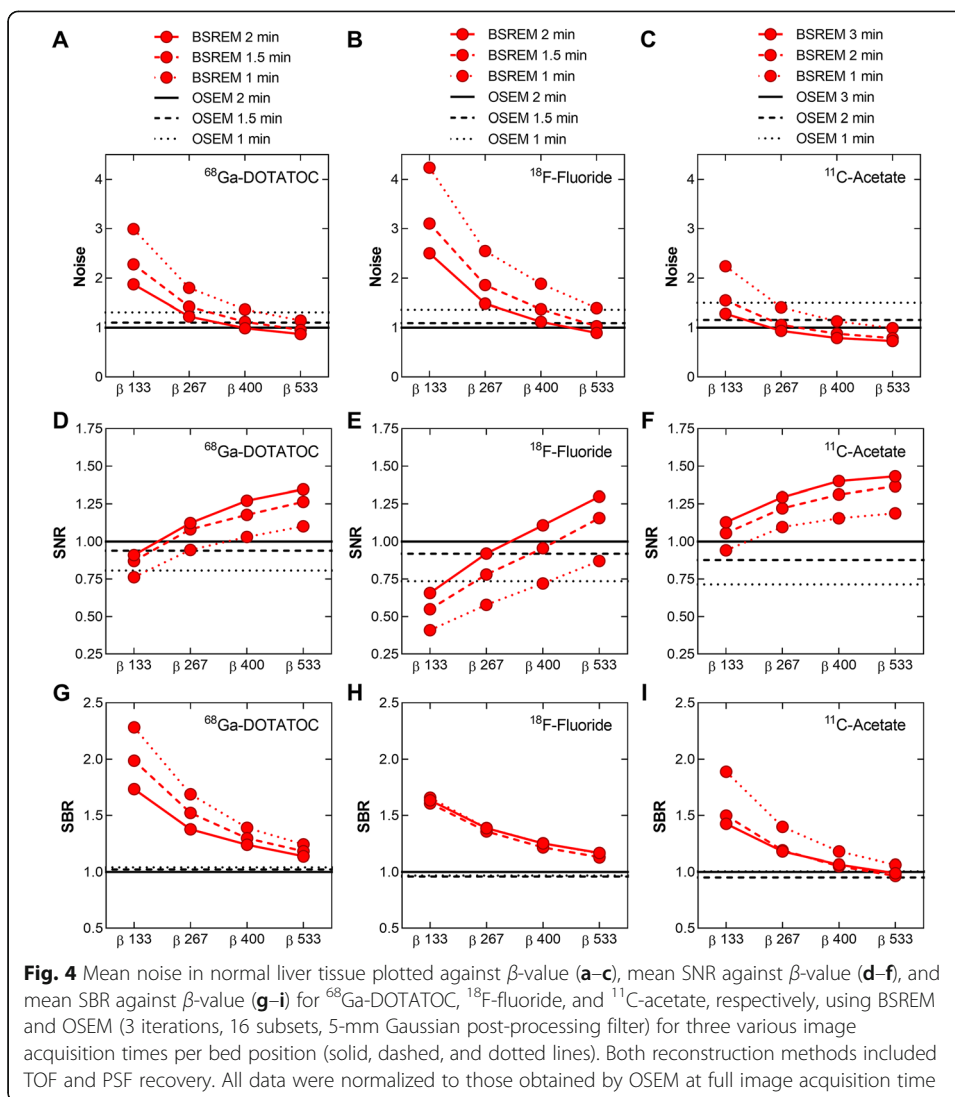 A
BSREM 2 min
BSREM 1.5 min
BSREM 1 min
OSEM 2 min
OSEM 1.5 min
OSEM 1 min
B
BSREM 2 min
BSREM 1.5 min
BSREM 1 min
OSEM 2 min
OSEM 1.5 min
OSEM 1 min
C
BSREM 3 min
BSREM 2 min
BSREM 1 min
OSEM 3 min
OSEM 2 min
OSEM 1 min
⁶⁸Ga-DOTATOC
Noise
4
3
2
1
0
β 133 β 267 β 400 β 533
¹⁸F-Fluoride
Noise
4
3
2
1
0
β 133 β 267 β 400 β 533
¹¹C-Acetate
Noise
4
3
2
1
0
β 133 β 267 β 400 β 533
D
⁶⁸Ga-DOTATOC
SNR
1.75
1.50
1.25
1.00
0.75
0.50
0.25
β 133 β 267 β 400 β 533
E
¹⁸F-Fluoride
SNR
1.75
1.50
1.25
1.00
0.75
0.50
0.25
β 133 β 267 β 400 β 533
F
¹¹C-Acetate
SNR
1.75
1.50
1.25
1.00
0.75
0.50
0.25
β 133 β 267 β 400 β 533
G
⁶⁸Ga-DOTATOC
SBR
2.5
2.0
1.5
1.0
0.5
β 133 β 267 β 400 β 533
H
¹⁸F-Fluoride
SBR
2.5
2.0
1.5
1.0
0.5
β 133 β 267 β 400 β 533
I
¹¹C-Acetate
SBR
2.5
2.0
1.5
1.0
0.5
β 133 β 267 β 400 β 533
Fig. 4 Mean noise in normal liver tissue plotted against β-value (a–c), mean SNR against β-value (d–f), and
mean SBR against β-value (g–i) for ⁶⁸Ga-DOTATOC, ¹⁸F-fluoride, and ¹¹C-acetate, respectively, using BSREM
and OSEM (3 iterations, 16 subsets, 5-mm Gaussian post-processing filter) for three various image
acquisition times per bed position (solid, dashed, and dotted lines). Both reconstruction methods included
TOF and PSF recovery. All data were normalized to those obtained by OSEM at full image acquisition time